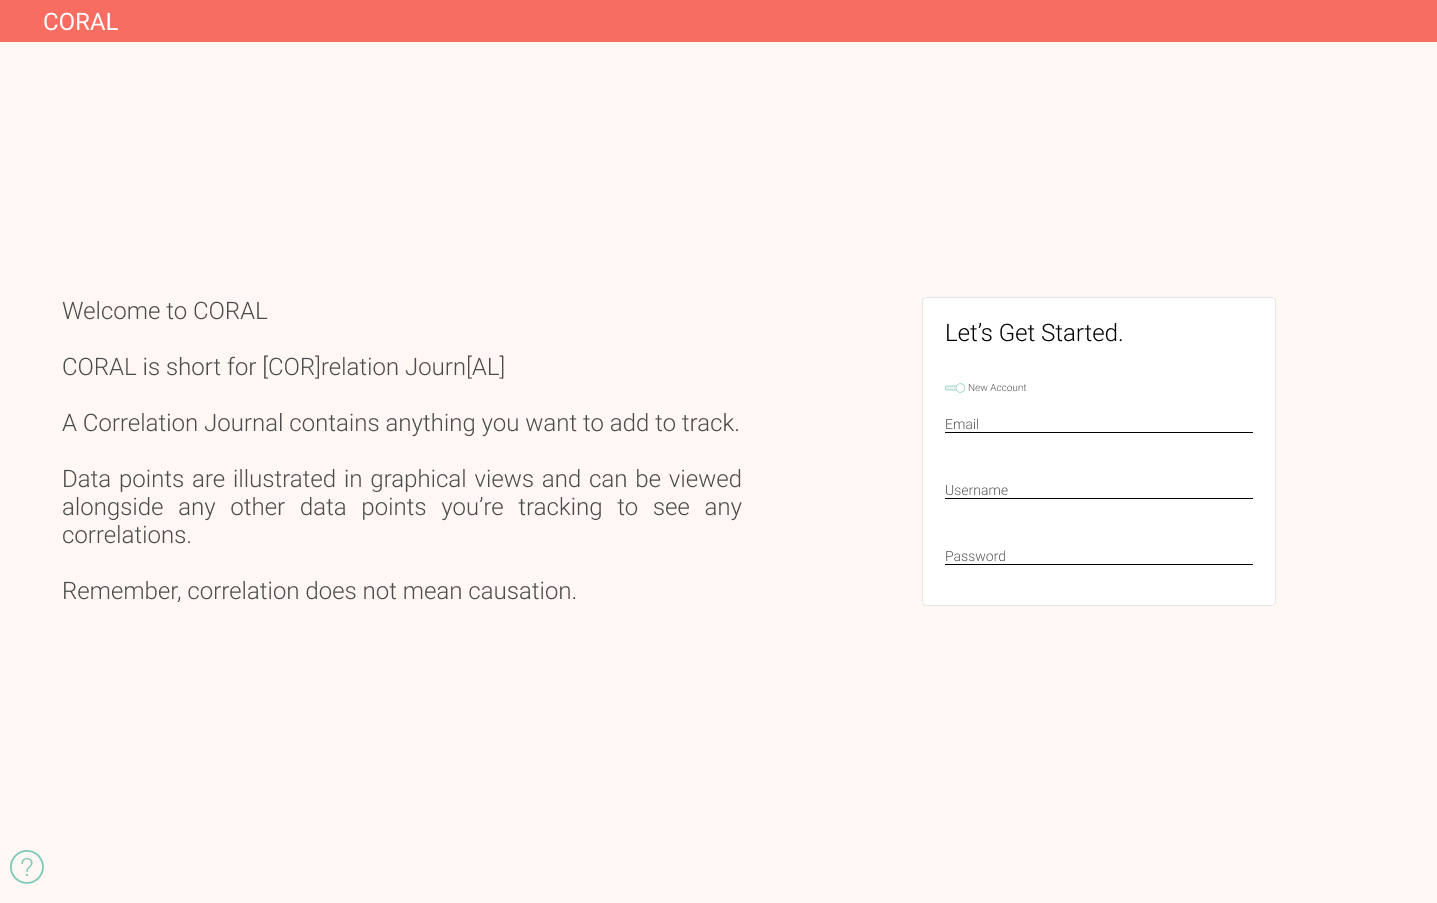 CORAL
Welcome to CORAL
CORAL is short for [COR]relation Journ[AL]
A Correlation Journal contains anything you want to add to track.
Data points are illustrated in graphical views and can be viewed
alongside any other data points you’re tracking to see any
correlations.
Remember, correlation does not mean causation.
Let’s Get Started.
New Account
Email
Username
Password
?